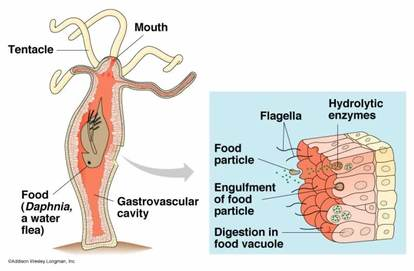 Mouth
Tentacle
Food
(Daphnia,
a water
flea)
Gastrovascular
cavity
Flagella
Hydrolytic
enzymes
Food
particle
Engulfment
of food
particle
Digestion in
food vacuole
©Addison Wesley Longman, Inc